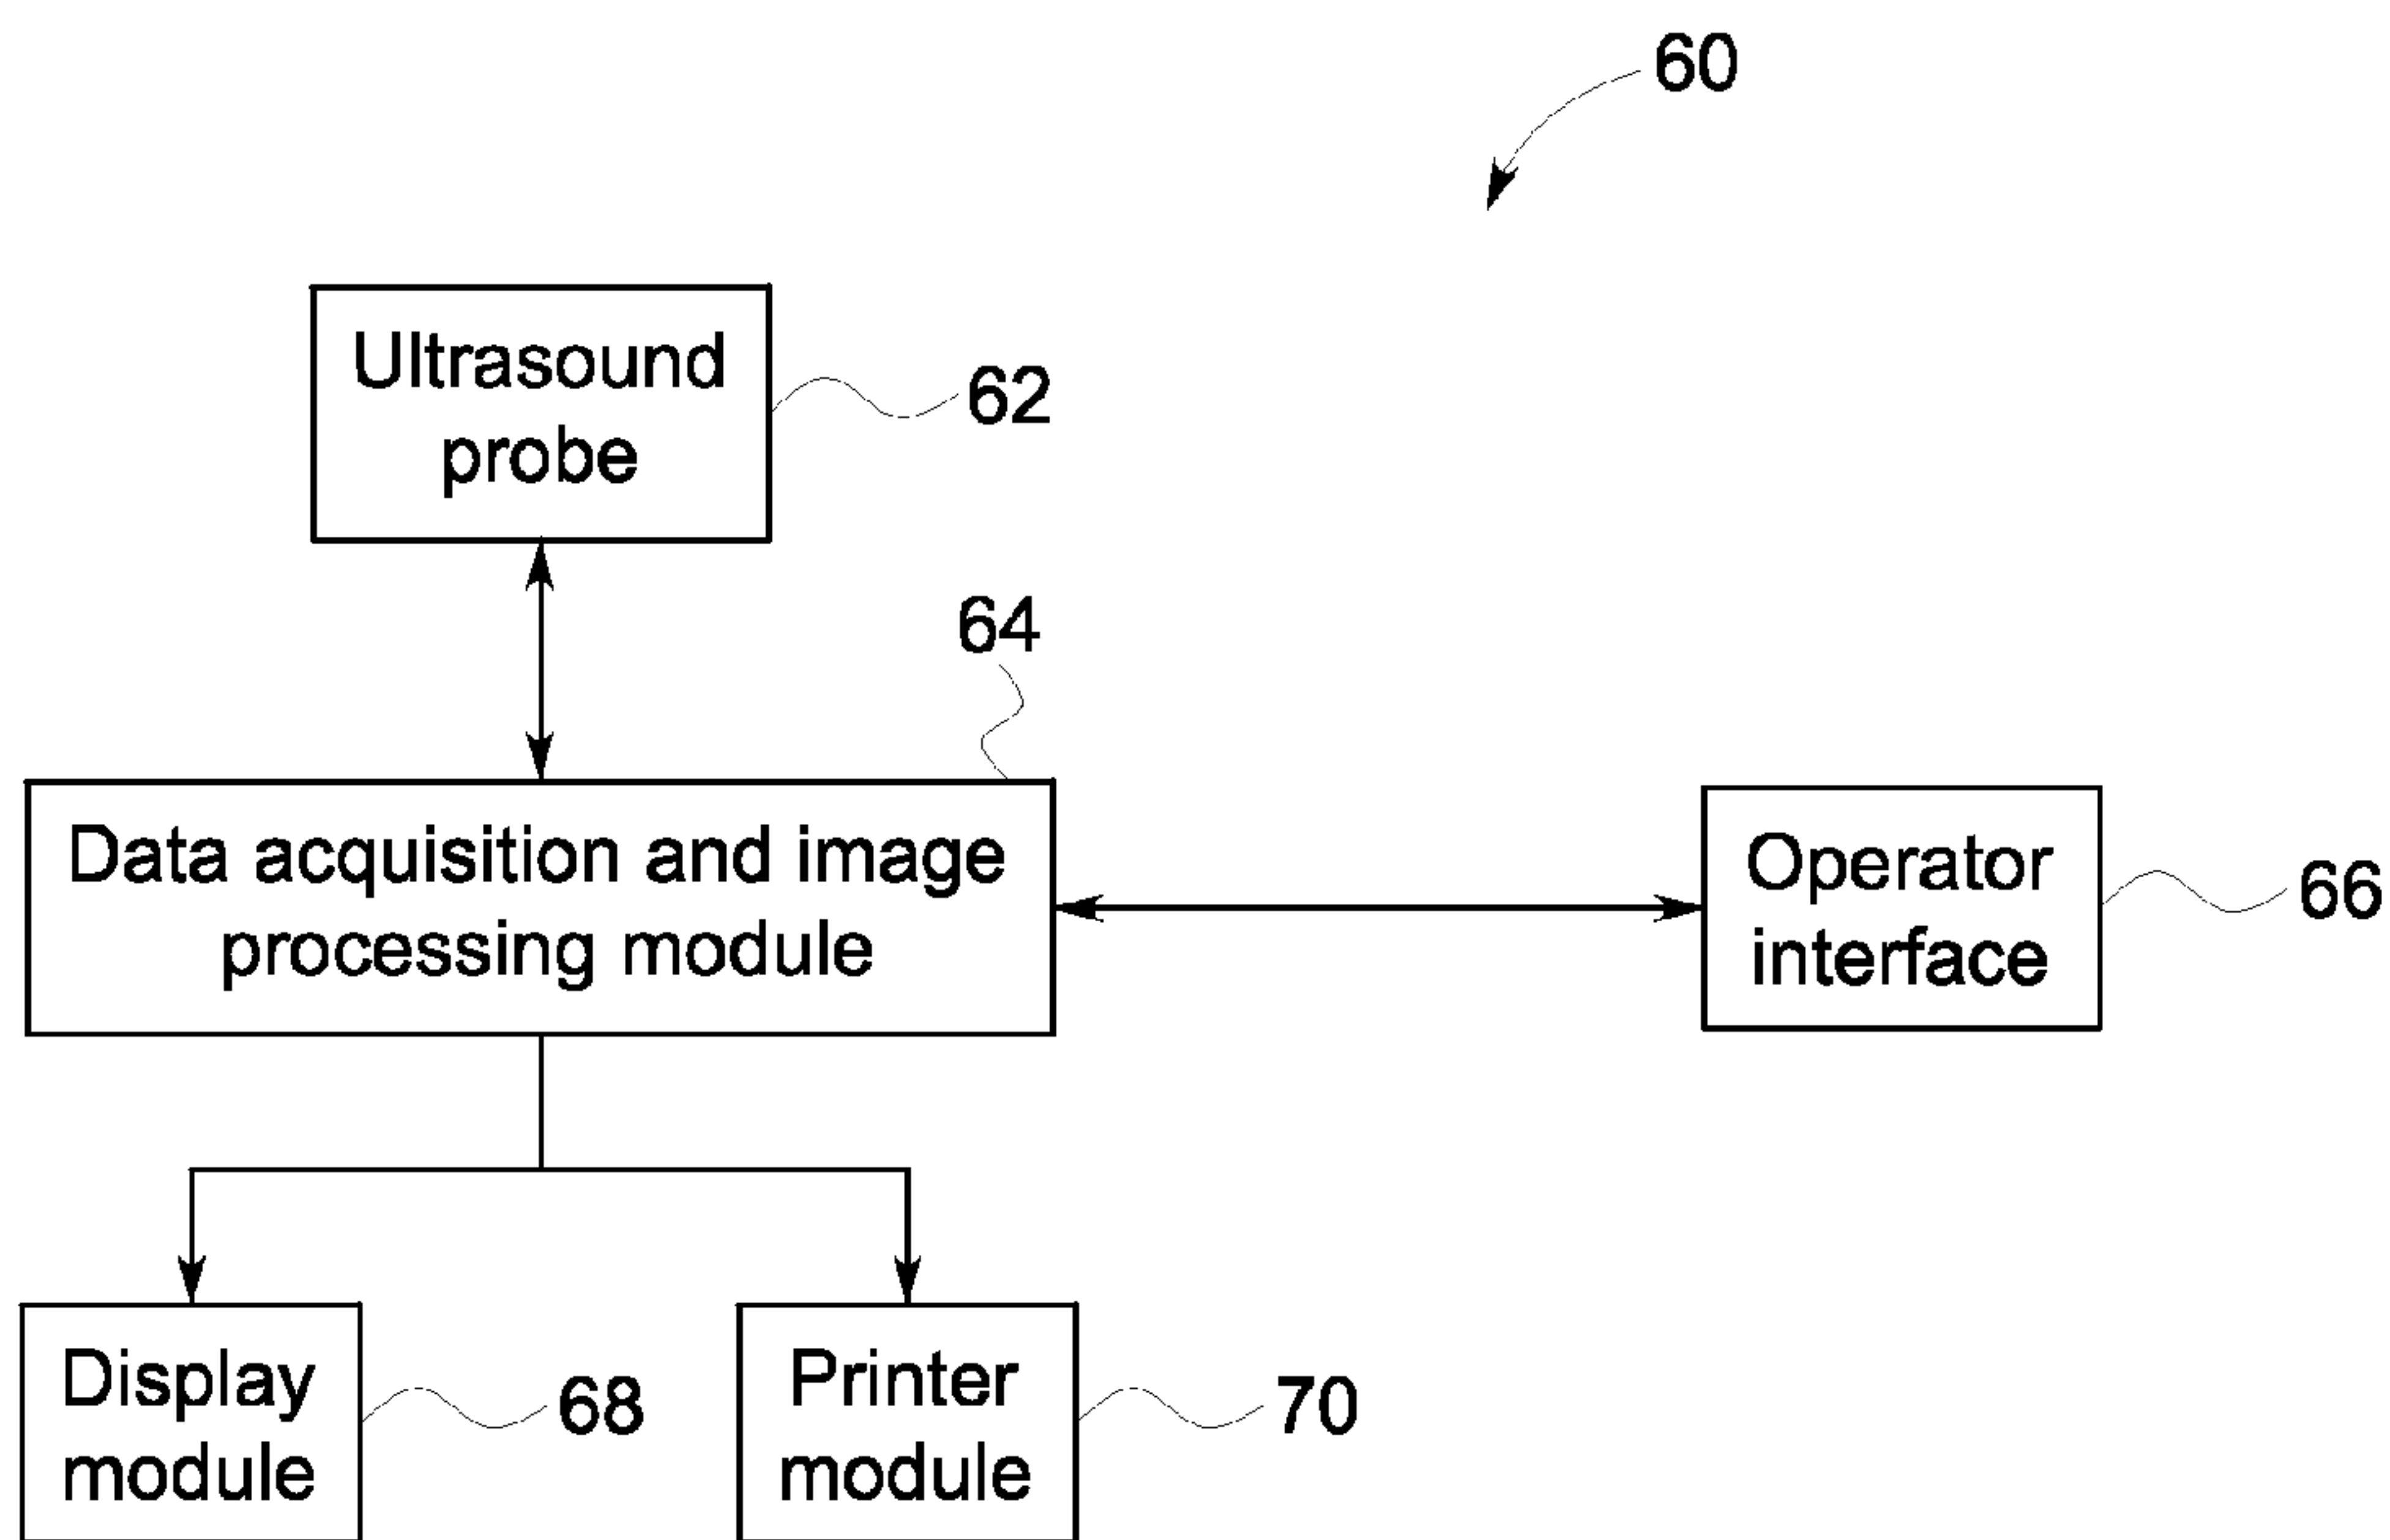 60
Ultrasound
probe
62
64
Data acquisition and image
processing module
Operator
interface
66
Display
module
68
Printer
module
70